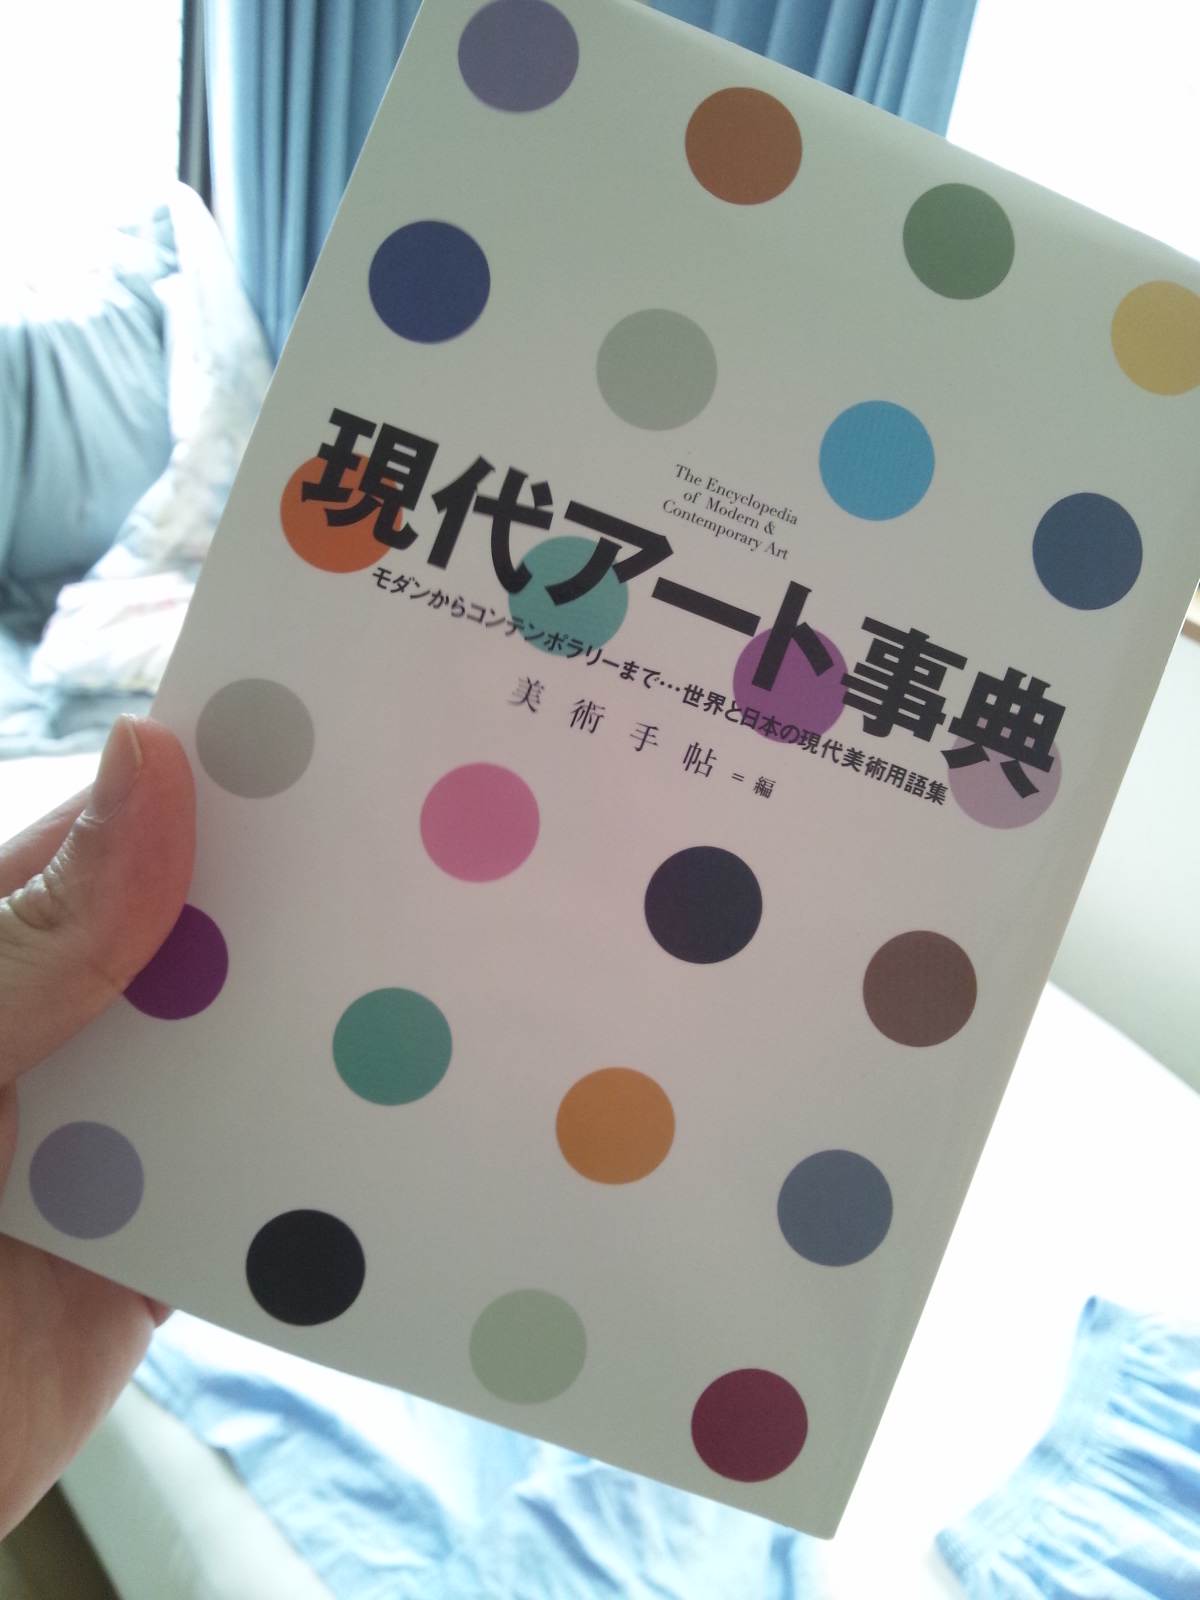 The Encyclopedia
of Modern &
Contemporary Art
現代アート事典
モダンからコンテンポラリーまで…世界と日本の現代美術用語集
美術手帖=編